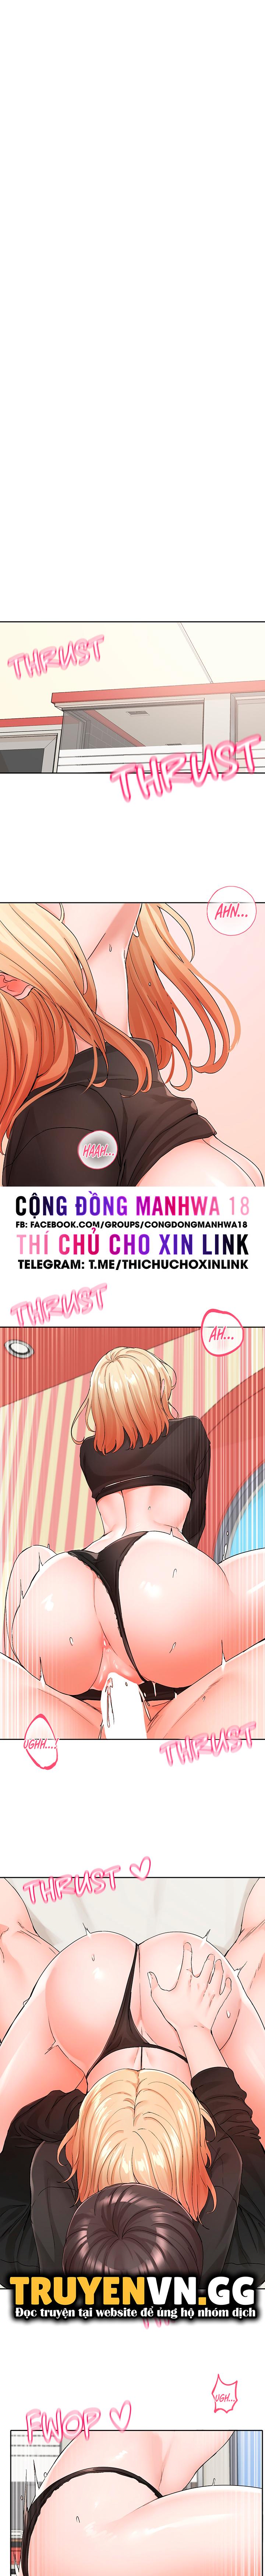 THRUST
THRUST
AHN...
HAAH...
CỘNG ĐỒNG MANHWA 18
FB: FACEBOOK.COM/GROUPS/CONGDONGMANHWA18
THÍ CHỦ CHO XIN LINK
TELEGRAM: T.ME/THICHUCHOXINLINK
THRUST
AH...
UGHH...!
THRUST
THRUST
TRUYENVN.GG
Đọc truyện tại website để ủng hộ nhóm dịch
UGH...
FWOP